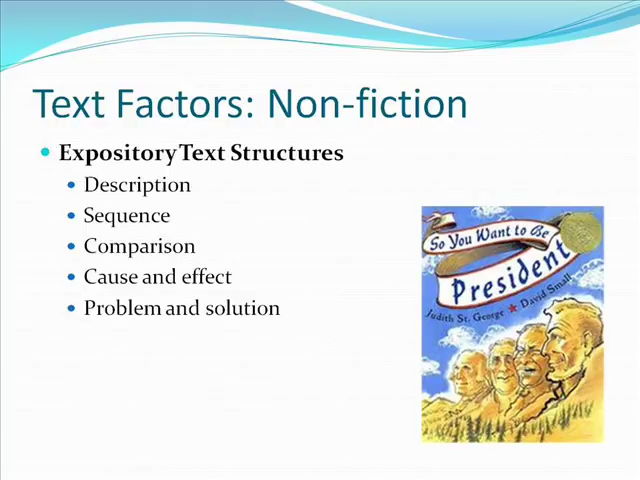 Text Factors: Non-fiction
Expository Text Structures
Description
Sequence
Comparison
Cause and effect
Problem and solution
So You Want to Be
President
Judith St. George ★ David Small